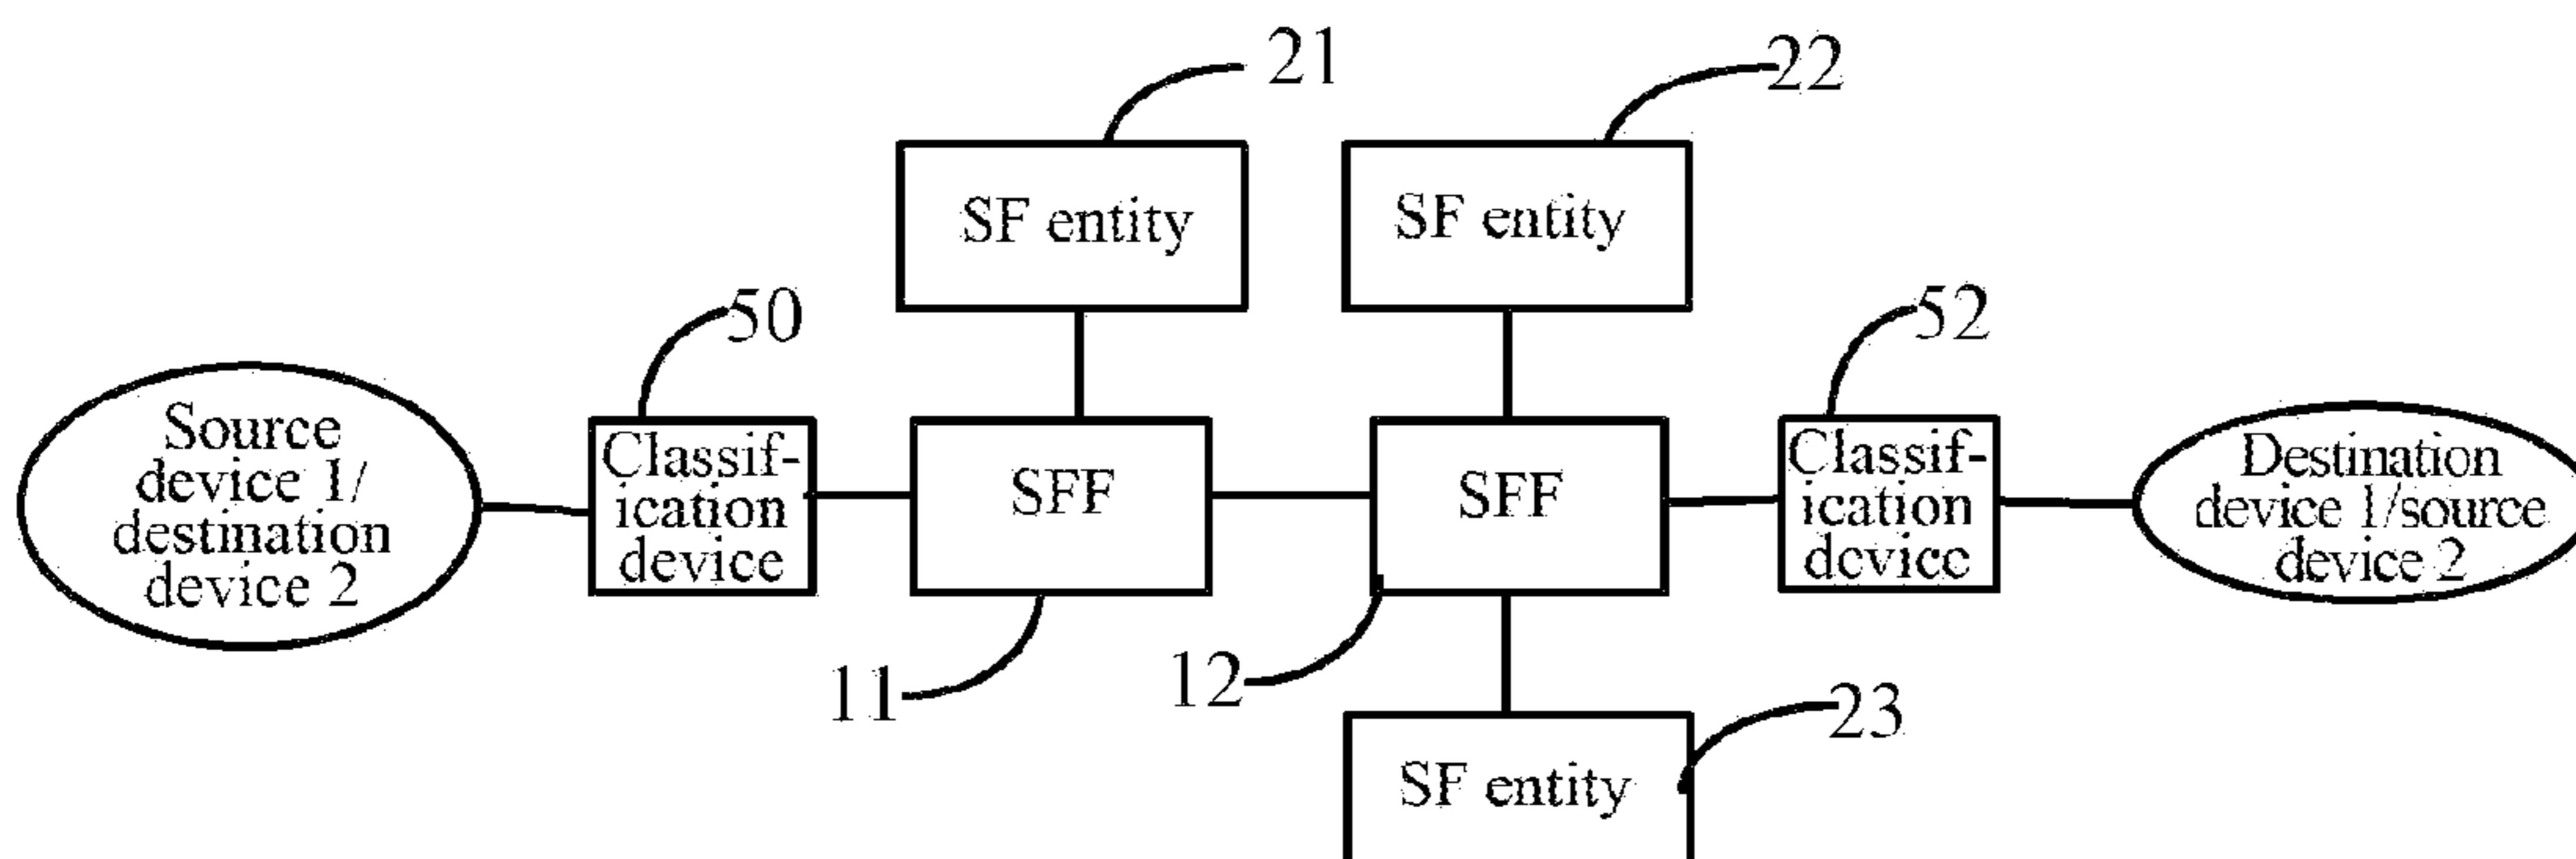 21
22
SF entity
SF entity
50
52
Source
device 1/
destination
device 2
Classif-
ication
device
SFF
SFF
Classif-
ication
device
Destination
device 1/source
device 2
11
12
23
SF entity